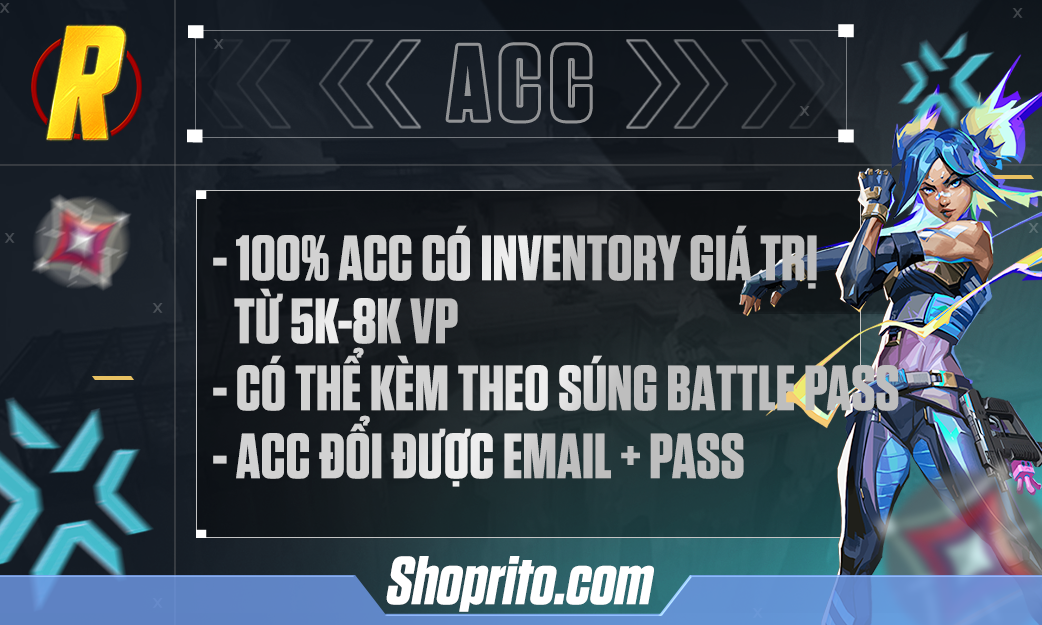 R
ACC
- 100% ACC CÓ INVENTORY GIÁ TRỊ
TỪ 5K-8K VP
- CÓ THỂ KÈM THEO SÚNG BATTLE PASS
- ACC ĐỔI ĐƯỢC EMAIL + PASS
Shoprito.com